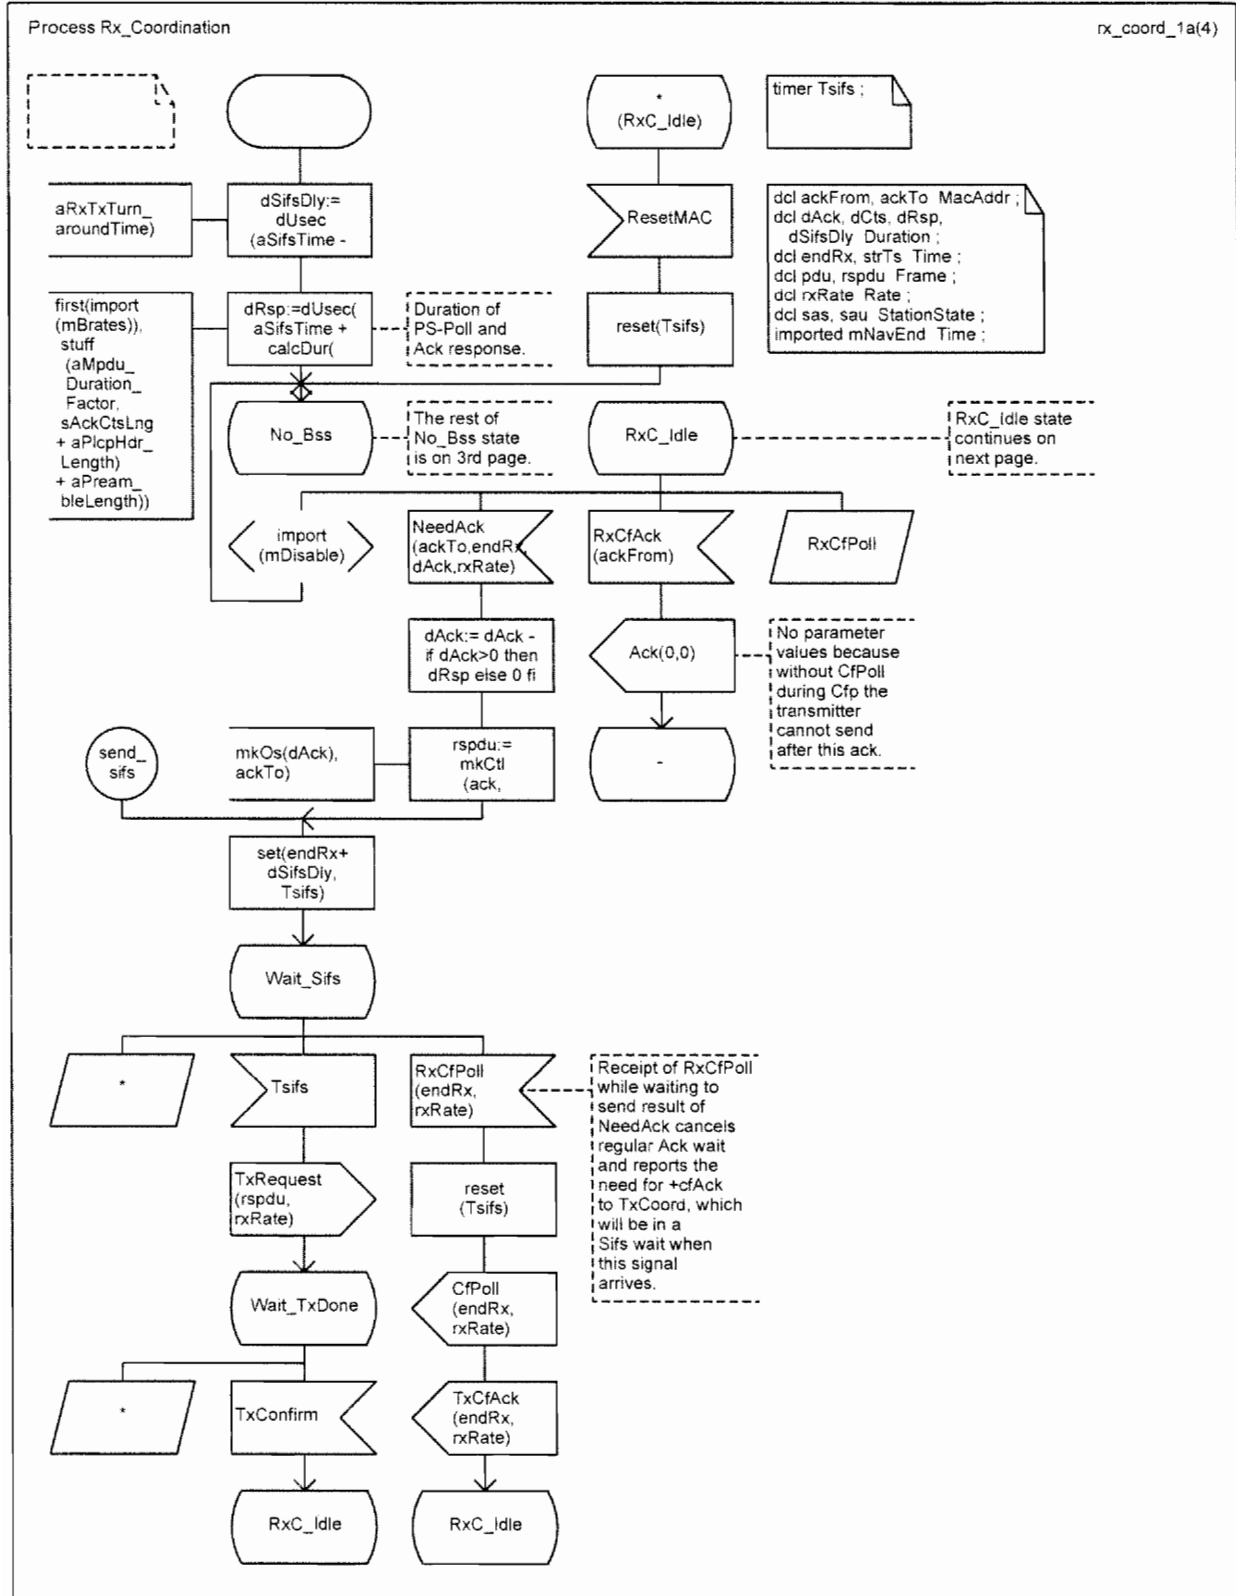 Process Rx_Coordination
rx_coord_1a(4)
*
(RxC_Idle)
timer Tsifs ;
aRxTxTurn_
aroundTime)
dSifsDly:=
dUsec
(aSifsTime -
ResetMAC
dcl ackFrom, ackTo MacAddr ;
dcl dAck, dCts, dRsp,
dSifsDly Duration ;
dcl endRx, strTs Time ;
dcl pdu, rspdu Frame ;
dcl rxRate Rate ;
dcl sas, sau StationState ;
imported mNavEnd Time ;
first(import
(mBrates)),
stuff
(aMpdu_
Duration_
Factor,
sAckCtsLng
+ aPlcpHdr_
Length)
+ aPream_
bleLength))
dRsp:=dUsec(
aSifsTime +
calcDur(
Duration of
PS-Poll and
Ack response.
reset(Tsifs)
No_Bss
The rest of
No_Bss state
is on 3rd page.
RxC_Idle
RxC_Idle state
continues on
next page.
import
(mDisable)
NeedAck
(ackTo,endRx,
dAck,rxRate)
RxCfAck
(ackFrom)
RxCfPoll
dAck:= dAck -
if dAck>0 then
dRsp else 0 fi
Ack(0,0)
No parameter
values because
without CfPoll
during Cfp the
transmitter
cannot send
after this ack.
send_
sifs
mkOs(dAck),
ackTo)
rspdu:=
mkCtl
(ack,
-
set(endRx+
dSifsDly,
Tsifs)
Wait_Sifs
*
Tsifs
RxCfPoll
(endRx,
rxRate)
Receipt of RxCfPoll
while waiting to
send result of
NeedAck cancels
regular Ack wait
and reports the
need for +cfAck
to TxCoord, which
will be in a
Sifs wait when
this signal
arrives.
TxRequest
(rspdu,
rxRate)
reset
(Tsifs)
Wait_TxDone
CfPoll
(endRx,
rxRate)
*
TxConfirm
TxCfAck
(endRx,
rxRate)
RxC_Idle
RxC_Idle